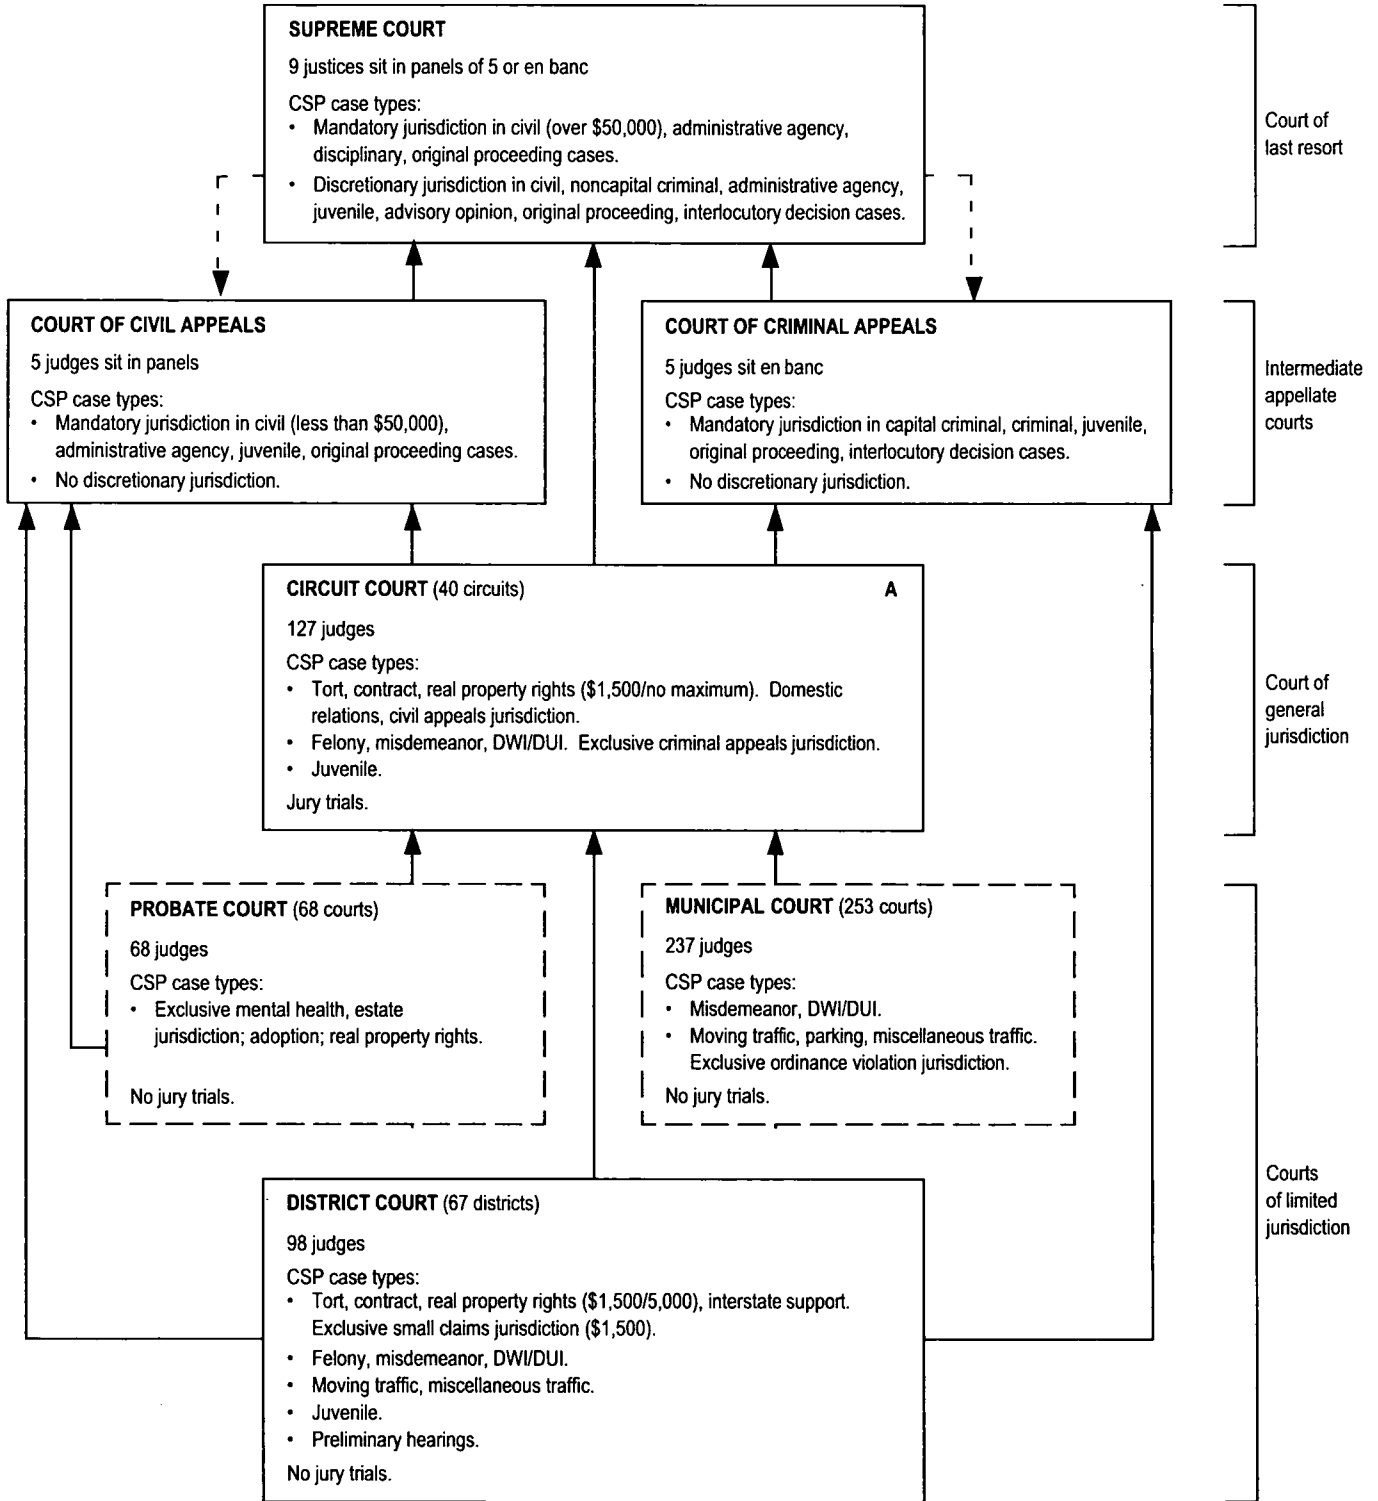 SUPREME COURT
9 justices sit in panels of 5 or en banc
CSP case types:
• Mandatory jurisdiction in civil (over $50,000), administrative agency,
disciplinary, original proceeding cases.
• Discretionary jurisdiction in civil, noncapital criminal, administrative agency,
juvenile, advisory opinion, original proceeding, interlocutory decision cases.
Court of
last resort
COURT OF CIVIL APPEALS
5 judges sit in panels
CSP case types:
• Mandatory jurisdiction in civil (less than $50,000),
administrative agency, juvenile, original proceeding cases.
• No discretionary jurisdiction.
COURT OF CRIMINAL APPEALS
5 judges sit en banc
CSP case types:
• Mandatory jurisdiction in capital criminal, criminal, juvenile,
original proceeding, interlocutory decision cases.
• No discretionary jurisdiction.
Intermediate
appellate
courts
CIRCUIT COURT (40 circuits) A
127 judges
CSP case types:
• Tort, contract, real property rights ($1,500/no maximum). Domestic
relations, civil appeals jurisdiction.
• Felony, misdemeanor, DWI/DUI. Exclusive criminal appeals jurisdiction.
• Juvenile.
Jury trials.
Court of
general
jurisdiction
PROBATE COURT (68 courts)
68 judges
CSP case types:
• Exclusive mental health, estate
jurisdiction; adoption; real property rights.
No jury trials.
MUNICIPAL COURT (253 courts)
237 judges
CSP case types:
• Misdemeanor, DWI/DUI.
• Moving traffic, parking, miscellaneous traffic.
Exclusive ordinance violation jurisdiction.
No jury trials.
DISTRICT COURT (67 districts)
98 judges
CSP case types:
• Tort, contract, real property rights ($1,500/5,000), interstate support.
Exclusive small claims jurisdiction ($1,500).
• Felony, misdemeanor, DWI/DUI.
• Moving traffic, miscellaneous traffic.
• Juvenile.
• Preliminary hearings.
No jury trials.
Courts
of limited
jurisdiction